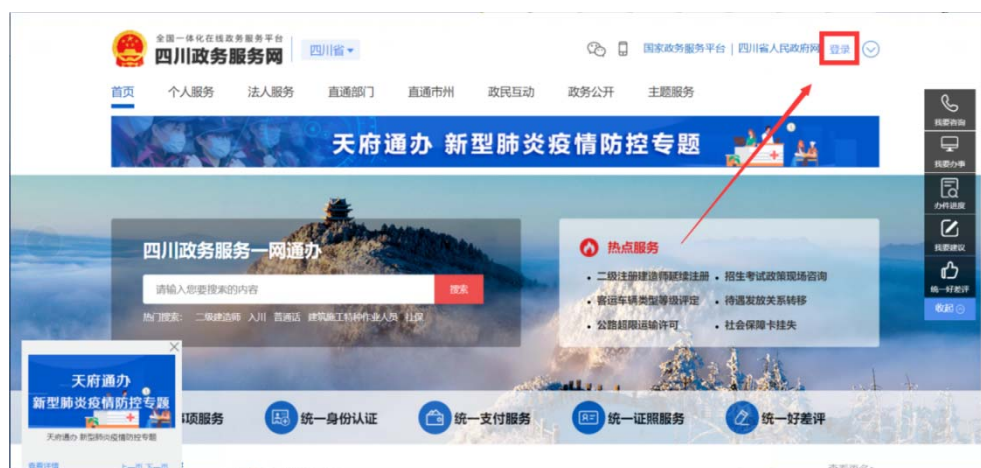 全国一体化在线政务服务平台
四川政务服务网
四川省
国家政务服务平台 | 四川省人民政府网
登录
首页 个人服务 法人服务 直通部门 直通市州 政民互动 政务公开 主题服务
天府通办 新型肺炎疫情防控专题
我要咨询
我要办事
办件进度
我要建议
统一好评
收起
四川政务服务一网通办
请输入您要搜索的内容
搜索
热门搜索: 二级建造师 入川 普通话 建筑施工特种作业人员 社保
热点服务
· 二级注册建造师延续注册 · 招生考试政策现场咨询
· 客运车辆类型等级评定 · 待遇发放关系转移
· 公路超限运输许可 · 社会保障卡挂失
天府通办
新型肺炎疫情防控专题
天府通办 新型肺炎疫情防控专题
查看详情 上一页 下一页
事项服务 统一身份认证 统一支付服务 统一证照服务 统一好差评